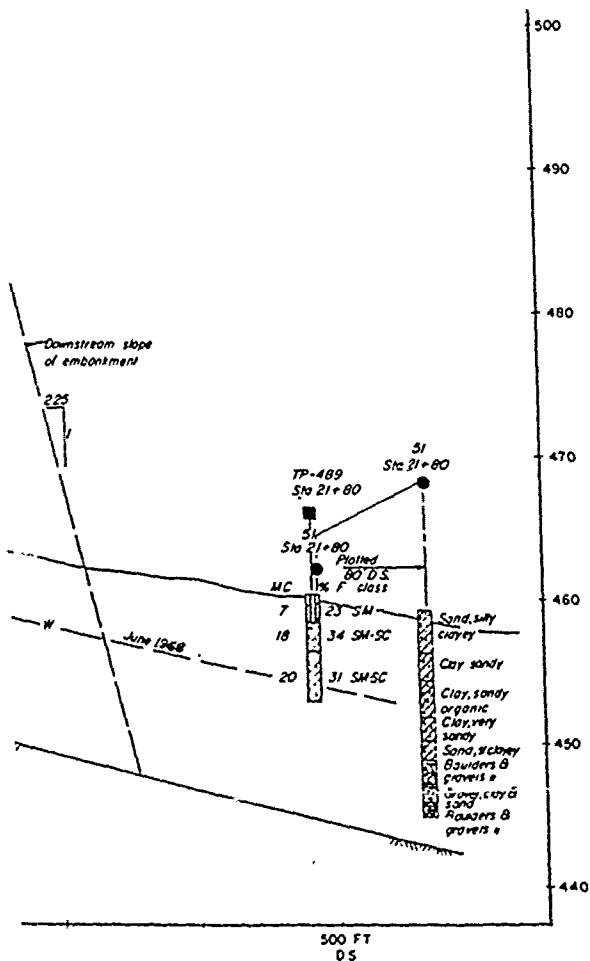 500
490
480
Downstream slope
of embankment
2.25
1
470
51
Sta 21+80
TP-489
Sta 21+80
51
Sta 21+80
Plotted
80' D.S.
MC % F class
460
7 23 SM
18 34 SM-SC
20 31 SM-SC
W June 1968
Sand, silty
clayey
Clay sandy
Clay, sandy
organic
Clay, very
sandy
Sand, st clayey
450
Boulders &
gravels
Gravel, clay &
sand
Boulders &
gravels
440
500 FT
D S